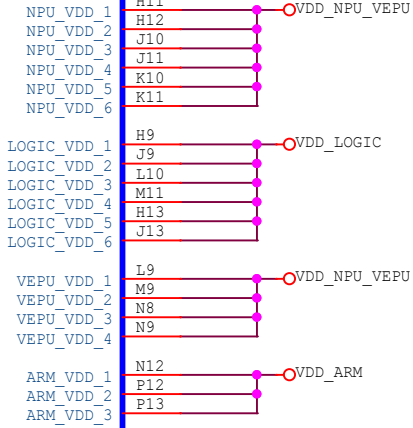 NPU_VDD_1 H11 VDD_NPU_VEPU
NPU_VDD_2 H12
NPU_VDD_3 J10
NPU_VDD_4 J11
NPU_VDD_5 K10
NPU_VDD_6 K11
LOGIC_VDD_1 H9 VDD_LOGIC
LOGIC_VDD_2 J9
LOGIC_VDD_3 L10
LOGIC_VDD_4 M11
LOGIC_VDD_5 H13
LOGIC_VDD_6 J13
VEPU_VDD_1 L9 VDD_NPU_VEPU
VEPU_VDD_2 M9
VEPU_VDD_3 N8
VEPU_VDD_4 N9
ARM_VDD_1 N12 VDD_ARM
ARM_VDD_2 P12
ARM_VDD_3 P13